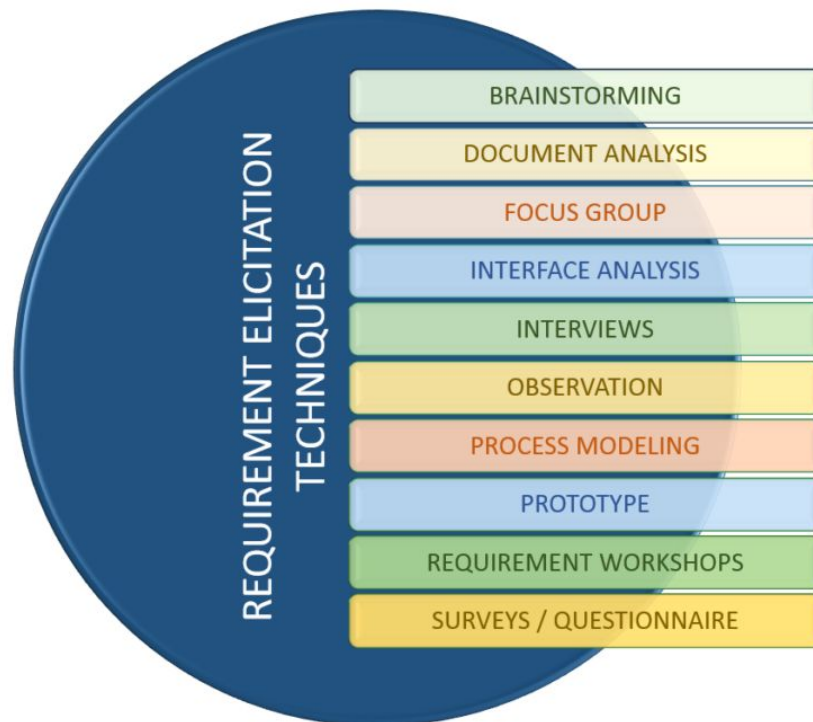 REQUIREMENT ELICITATION
TECHNIQUES
BRAINSTORMING
DOCUMENT ANALYSIS
FOCUS GROUP
INTERFACE ANALYSIS
INTERVIEWS
OBSERVATION
PROCESS MODELING
PROTOTYPE
REQUIREMENT WORKSHOPS
SURVEYS / QUESTIONNAIRE